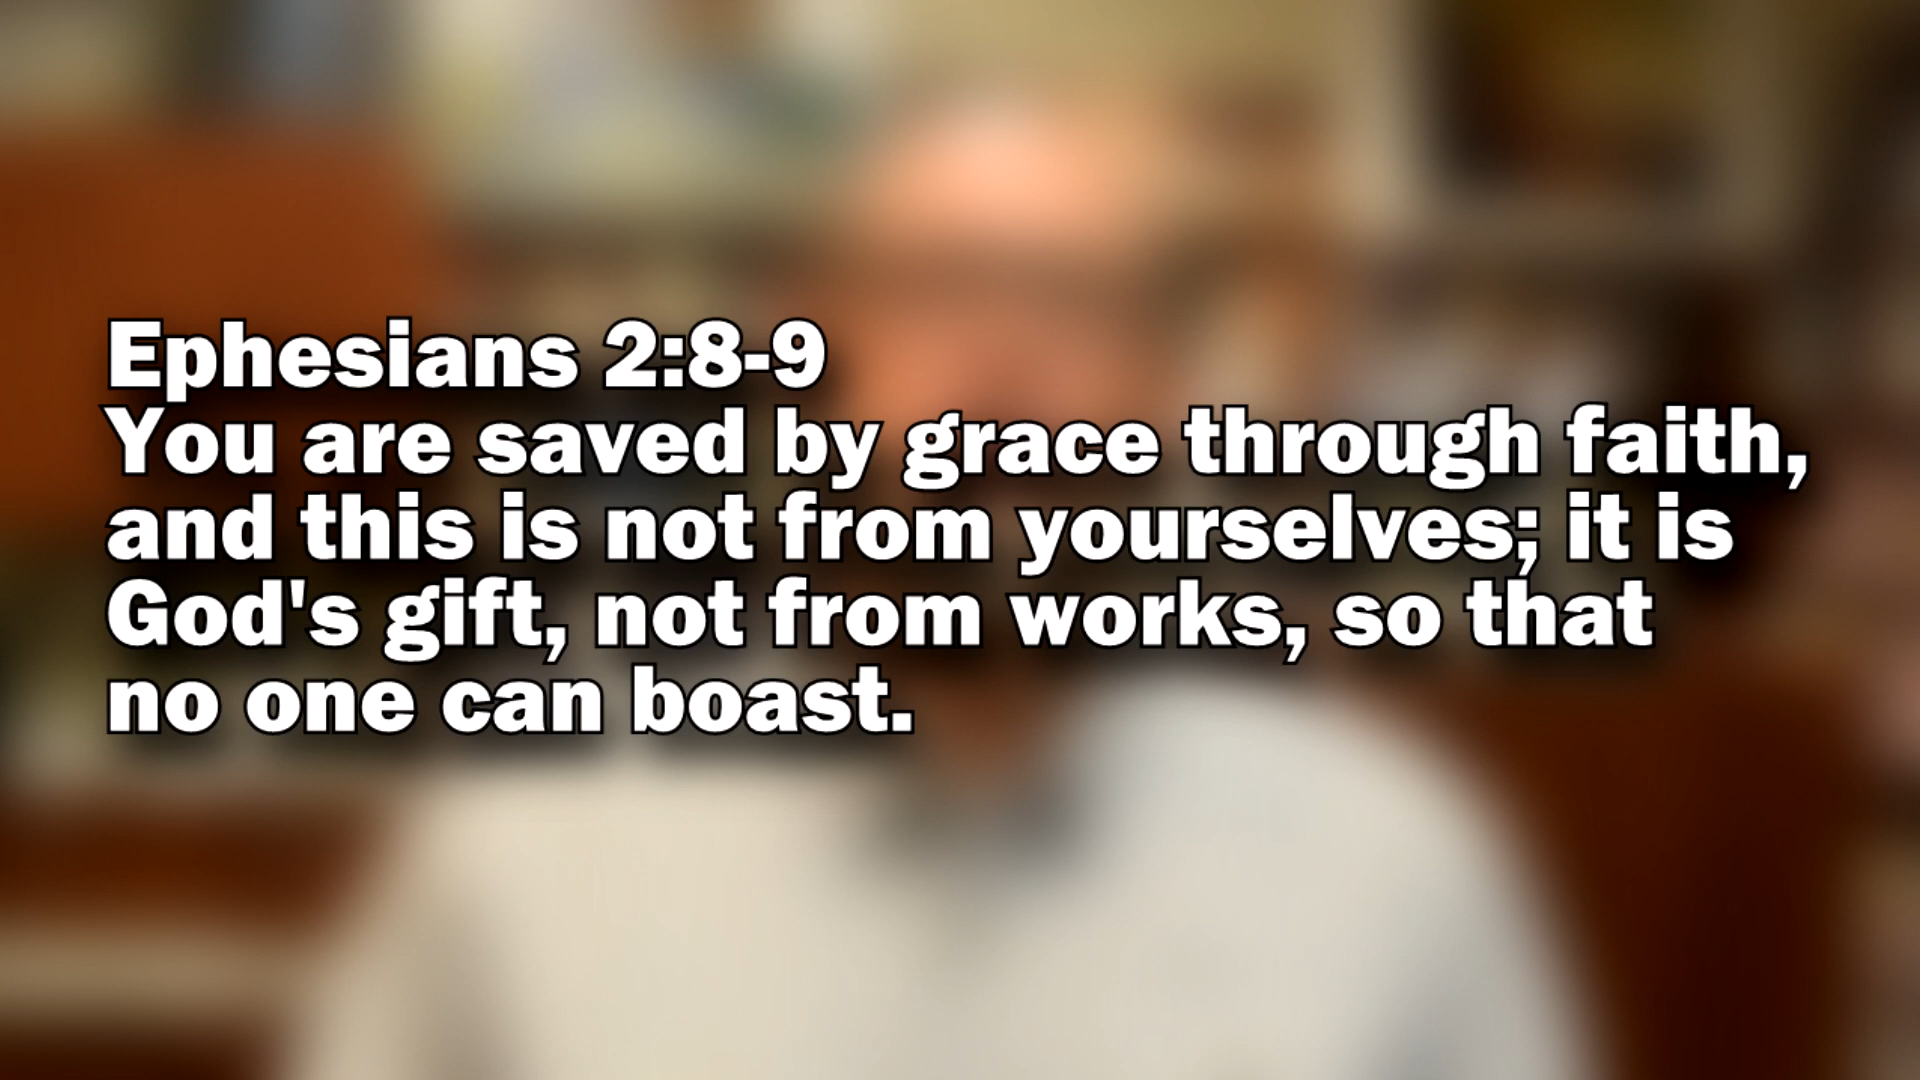 Ephesians 2:8-9
You are saved by grace through faith,
and this is not from yourselves; it is
God's gift, not from works, so that
no one can boast.